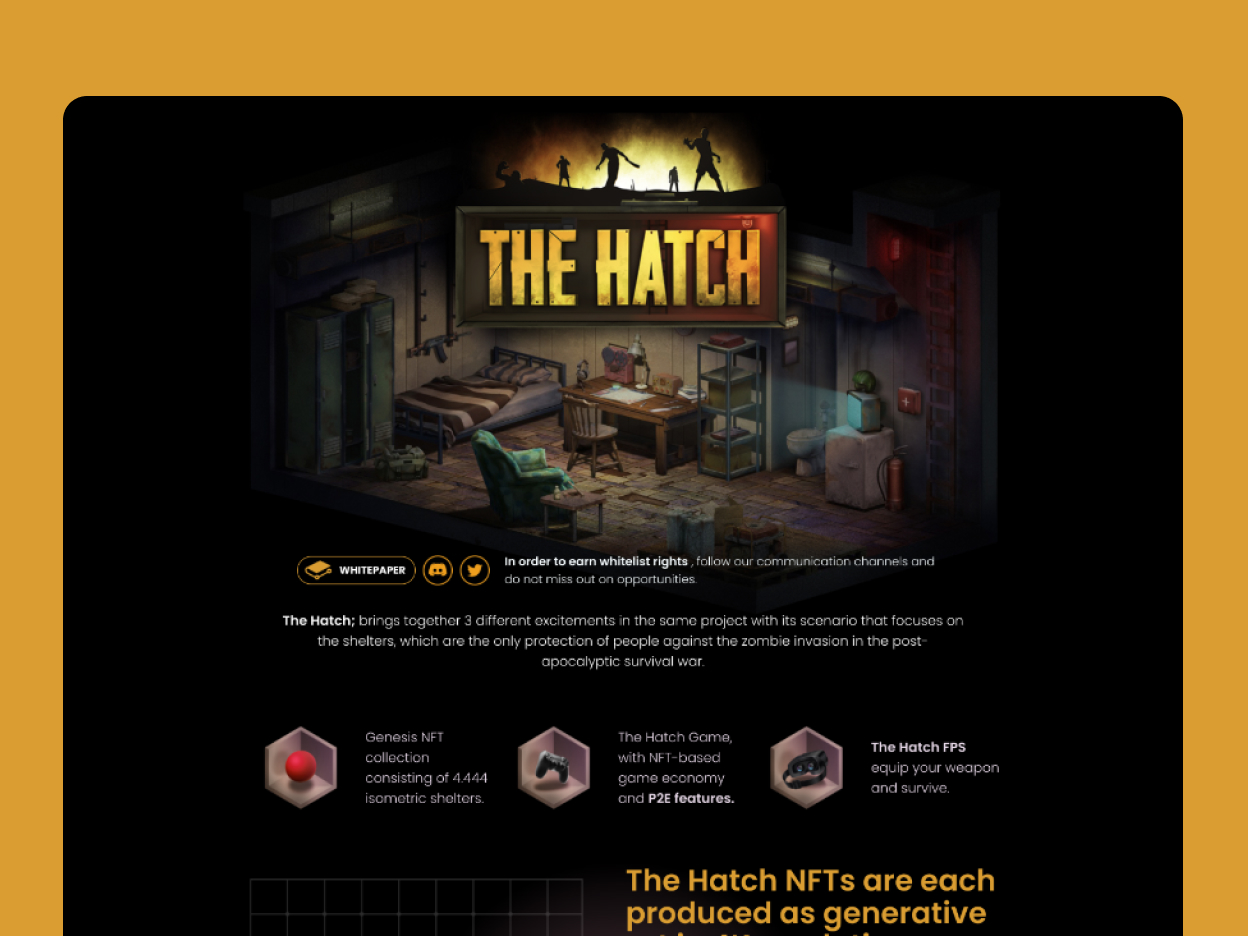 THE HATCH
WHITEPAPER
In order to earn whitelist rights , follow our communication channels and
do not miss out on opportunities.
The Hatch; brings together 3 different excitements in the same project with its scenario that focuses on
the shelters, which are the only protection of people against the zombie invasion in the post-
apocalyptic survival war.
Genesis NFT
collection
consisting of 4.444
isometric shelters.
The Hatch Game,
with NFT-based
game economy
and P2E features.
The Hatch FPS
equip your weapon
and survive.
The Hatch NFTs are each
produced as generative